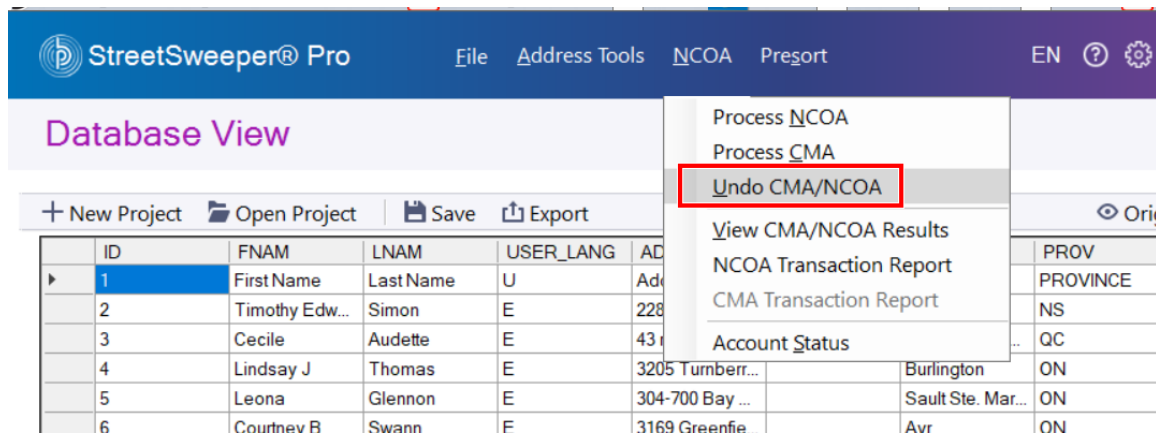 StreetSweeper® Pro File Address Tools NCOA Presort EN
Database View
Process NCOA
Process CMA
Undo CMA/NCOA
View CMA/NCOA Results
NCOA Transaction Report
CMA Transaction Report
Account Status
New Project Open Project Save Export
ID FNAM LNAM USER_LANG PROV
1 First Name Last Name U PROVINCE
2 Timothy Edw... Simon E 228 NS
3 Cecile Audette E 43 QC
4 Lindsay J Thomas E 3205 Turnberr... Burlington ON
5 Leona Glennon E 304-700 Bay ... Sault Ste. Mar... ON
6 Courtney B Swann E 3169 Greenfie... Ayr ON